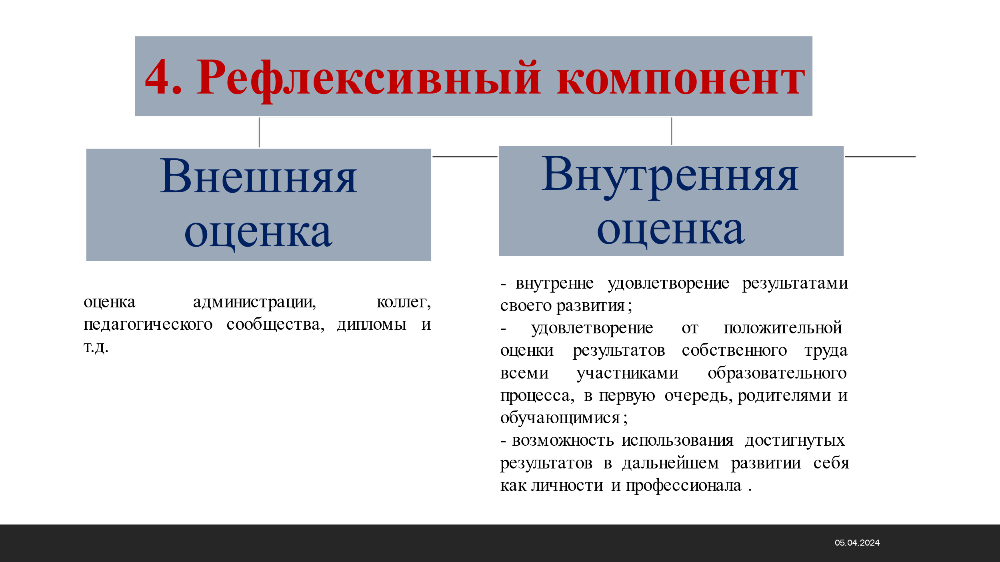 4. Рефлексивный компонент
Внешняя
оценка
оценка администрации, коллег,
педагогического сообщества, дипломы и
т.д.
Внутренняя
оценка
- внутренне удовлетворение результатами
своего развития;
- удовлетворение от положительной
оценки результатов собственного труда
всеми участниками образовательного
процесса, в первую очередь, родителями и
обучающимися;
- возможность использования достигнутых
результатов в дальнейшем развитии себя
как личности и профессионала .
05.04.2024